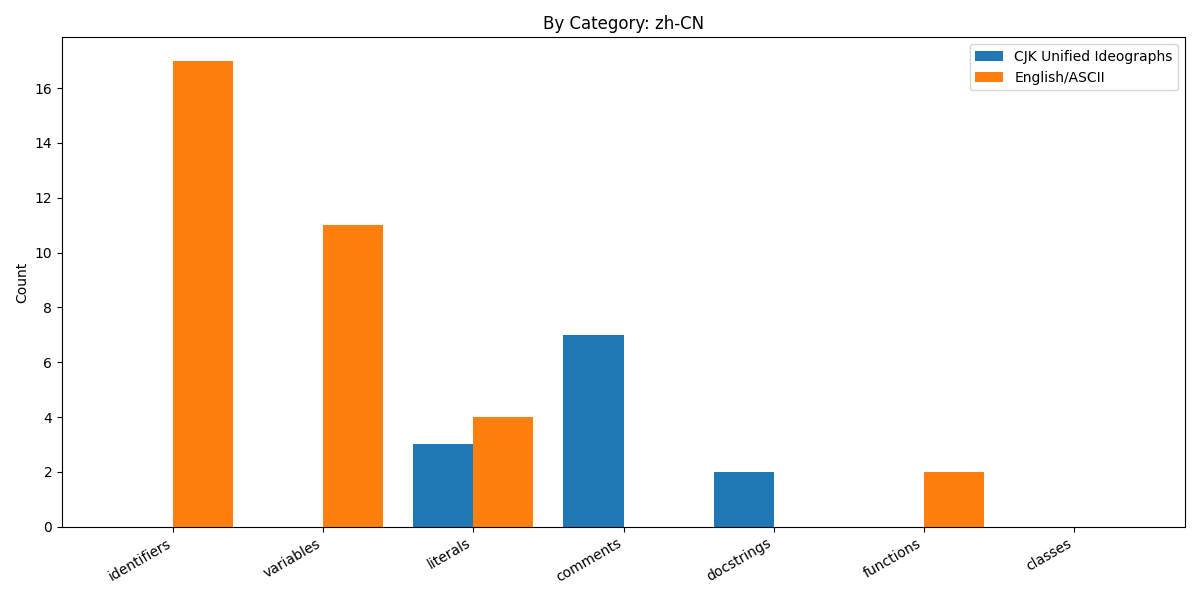 By Category: zh-CN
CJK Unified Ideographs
English/ASCII
Count
16
14
12
10
8
6
4
2
0
identifiers
variables
literals
comments
docstrings
functions
classes